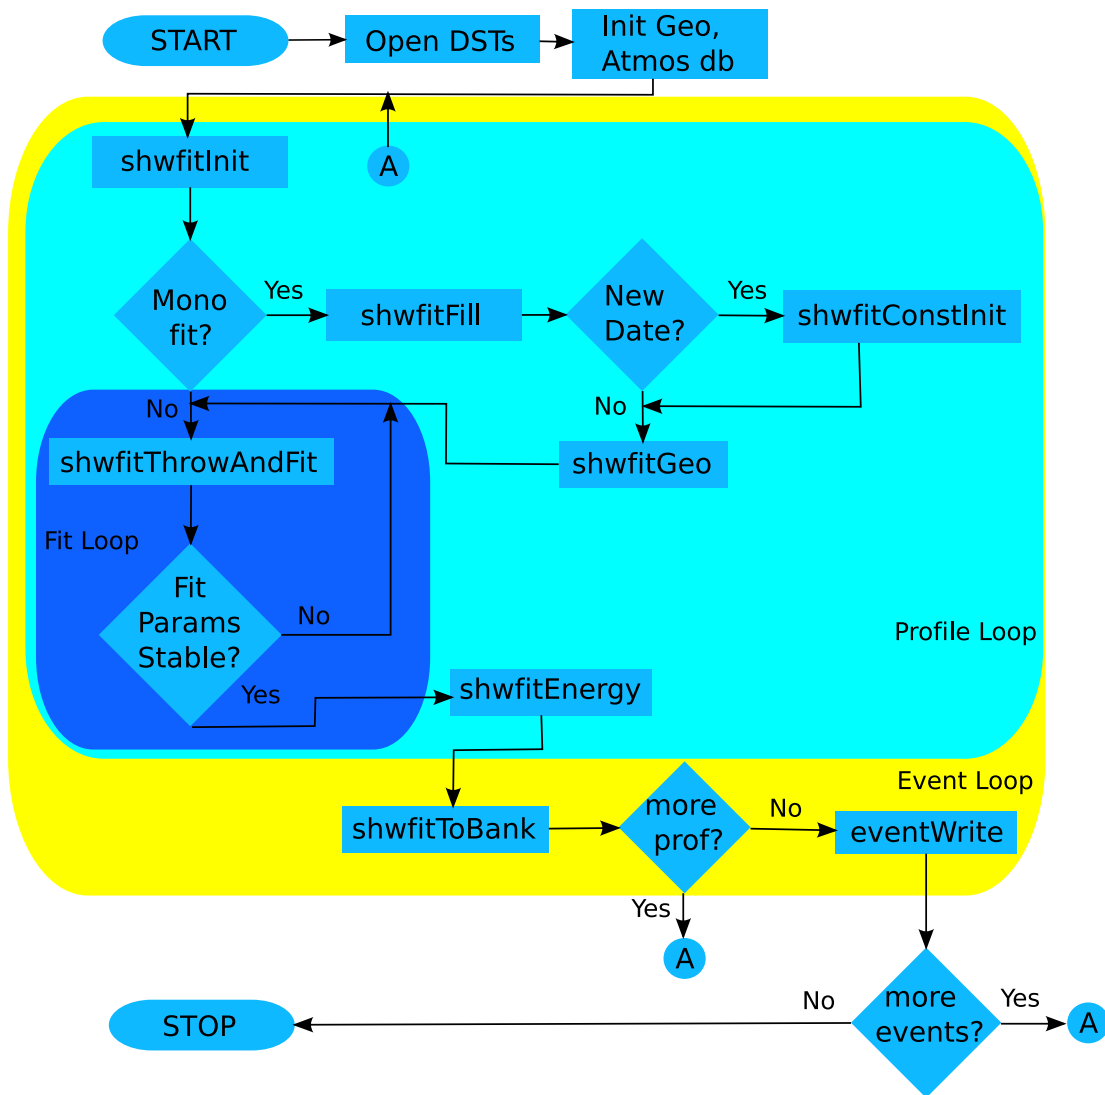 START
Open DSTs
Init Geo,
Atmos db
shwfitInit
A
Mono
fit?
Yes
shwfitFill
New
Date?
Yes
shwfitConstInit
No
No
shwfitThrowAndFit
shwfitGeo
Fit Loop
Fit
Params
Stable?
No
Yes
Profile Loop
shwfitEnergy
Event Loop
shwfitToBank
more
prof?
No
eventWrite
Yes
A
more
events?
No
Yes
A
STOP